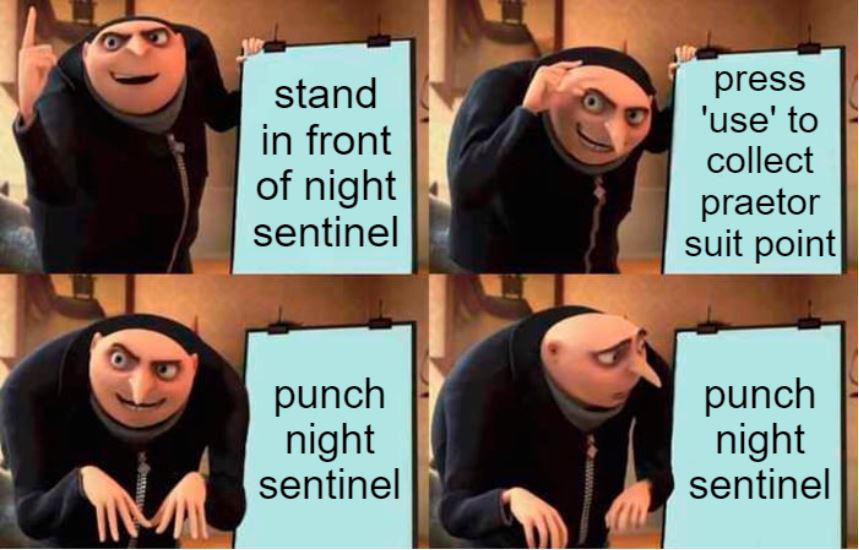 stand
in front
of night
sentinel
press
'use' to
collect
praetor
suit point
punch
night
sentinel
punch
night
sentinel